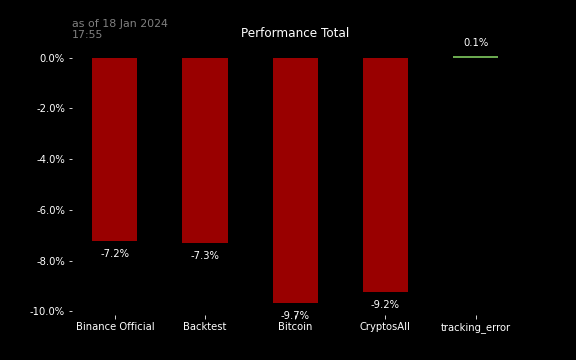 as of 18 Jan 2024
17:55
Performance Total
0.1%
0.0%
-2.0%
-4.0%
-6.0%
-8.0%
-10.0%
-7.2%
-7.3%
-9.7%
-9.2%
Binance Official
Backtest
Bitcoin
CryptosAll
tracking_error